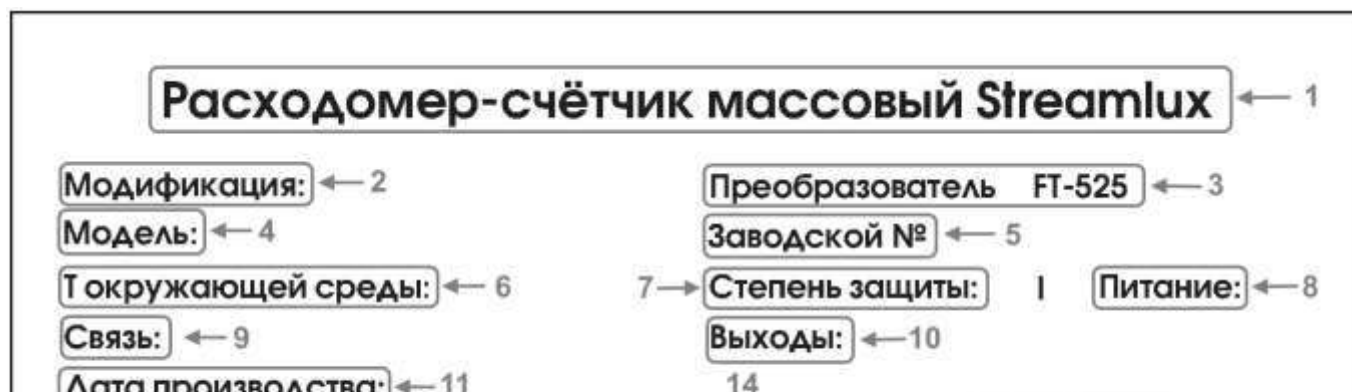 Расходомер-счётчик массовый Streamlux 1
Модификация: 2 Преобразователь FT-525 3
Модель: 4 Заводской № 5
Т окружающей среды: 6 7 Степень защиты: I Питание: 8
Связь: 9 Выходы: 10
Дата производства: 11 14